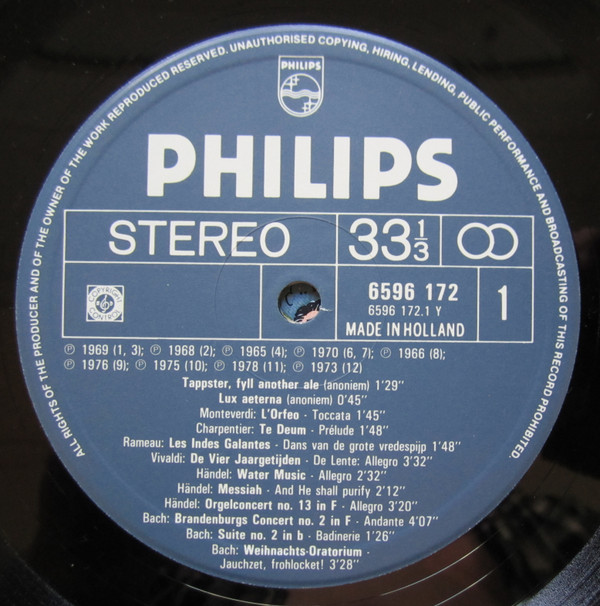 ALL RIGHTS OF THE PRODUCER AND OF THE OWNER OF THE WORK REPRODUCED RESERVED. UNAUTHORISED COPYING, HIRING, LENDING, PUBLIC PERFORMANCE AND BROADCASTING OF THIS RECORD PROHIBITED.
PHILIPS
PHILIPS
STEREO 33 1/3
COPYRIGHT CONTROL
6596 172
6596 172.1 Y
MADE IN HOLLAND
1
℗ 1969 (1, 3); ℗ 1968 (2); ℗ 1965 (4); ℗ 1970 (6, 7); ℗ 1966 (8);
℗ 1976 (9); ℗ 1975 (10); ℗ 1978 (11); ℗ 1973 (12)
Tappster, fyll another ale (anoniem) 1'29"
Lux aeterna (anoniem) 0'45"
Monteverdi: L'Orfeo - Toccata 1'45"
Charpentier: Te Deum - Prélude 1'48"
Rameau: Les Indes Galantes - Dans van de grote vredespijp 1'48"
Vivaldi: De Vier Jaargetijden - De Lente: Allegro 3'32"
Händel: Water Music - Allegro 2'32"
Händel: Messiah - And He shall purify 2'12"
Händel: Orgelconcert no. 13 in F - Allegro 3'20"
Bach: Brandenburgs Concert no. 2 in F - Andante 4'07"
Bach: Suite no. 2 in b - Badinerie 1'26"
Bach: Weihnachts-Oratorium -
Jauchzet, frohlocket! 3'28"